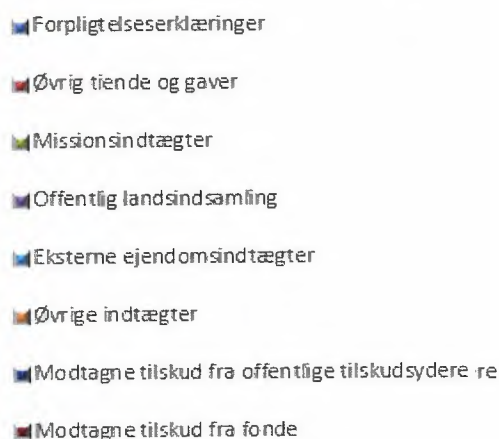 Forpligtelseserklæringer
Øvrig tiende og gaver
Missionsindtægter
Offentlig landsindsamling
Eksterne ejendomsindtægter
Øvrige indtægter
Modtagne tilskud fra offentlige tilskudsydere re
Modtagne tilskud fra fonde